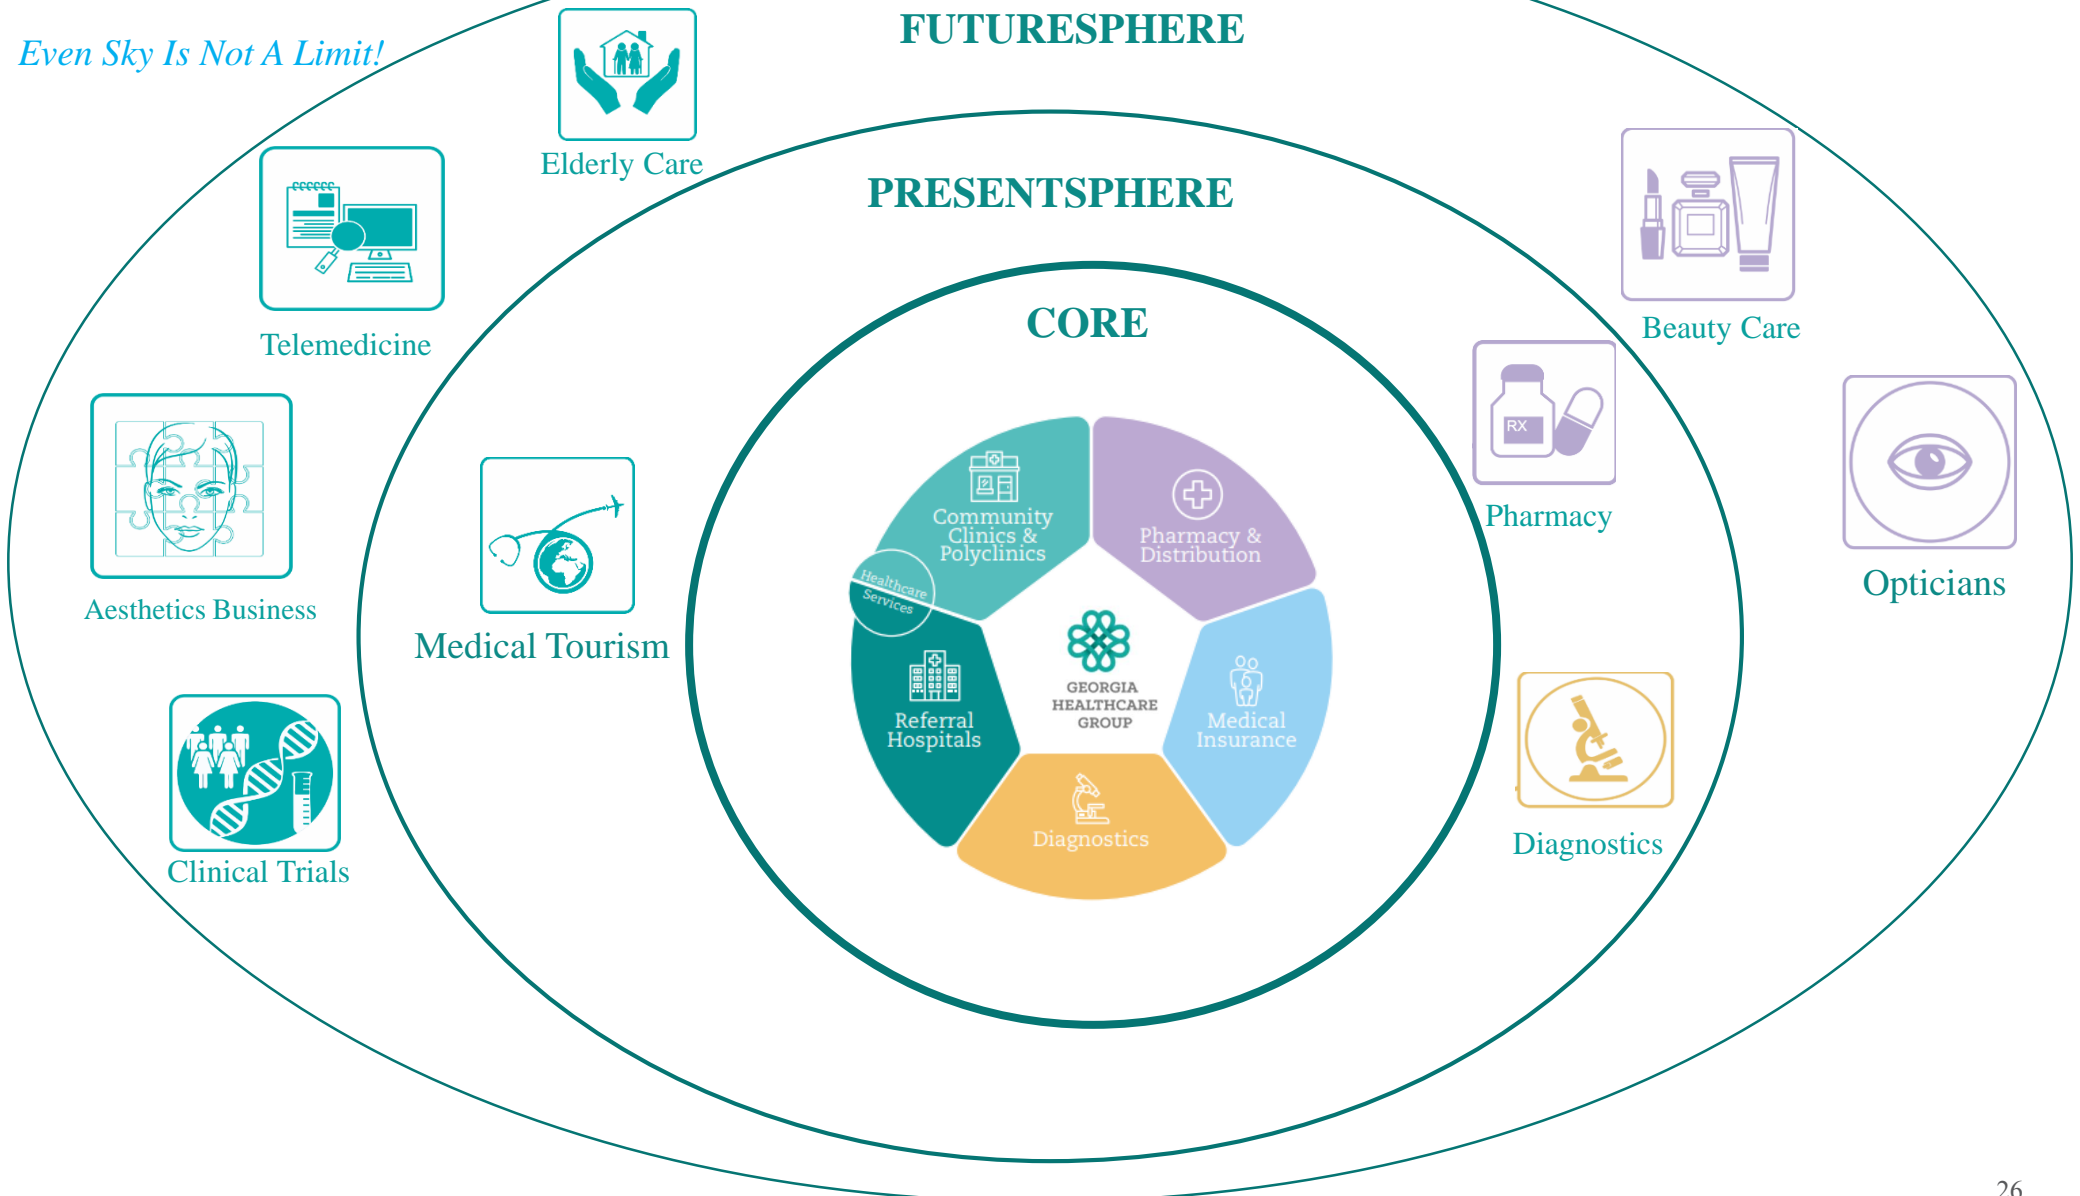 FUTURESPHERE
Even Sky Is Not A Limit!
Elderly Care
PRESENTSPHERE
Telemedicine
Beauty Care
CORE
RX
Pharmacy
Community
Clinics &
Polyclinics
Pharmacy &
Distribution
Opticians
Healthcare
Services
Aesthetics Business
Medical Tourism
GEORGIA
HEALTHCARE
GROUP
Referral
Hospitals
Medical
Insurance
Diagnostics
Diagnostics
Clinical Trials
26